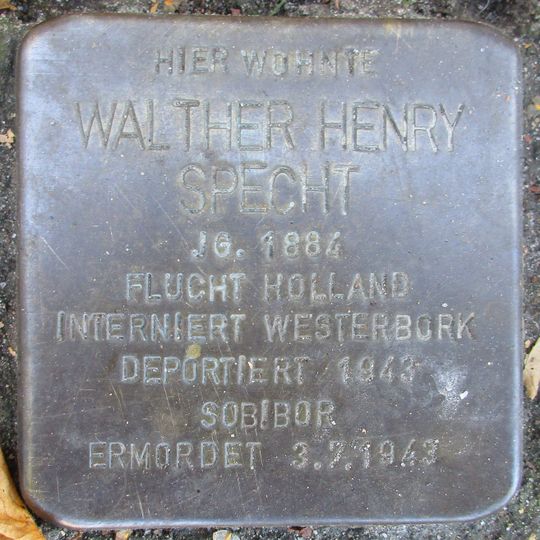 HIER WOHNTE
WALTHER HENRY
SPECHT
JG. 1884
FLUCHT HOLLAND
INTERNIERT WESTERBORK
DEPORTIERT 1943
SOBIBOR
ERMORDET 3.7.1943